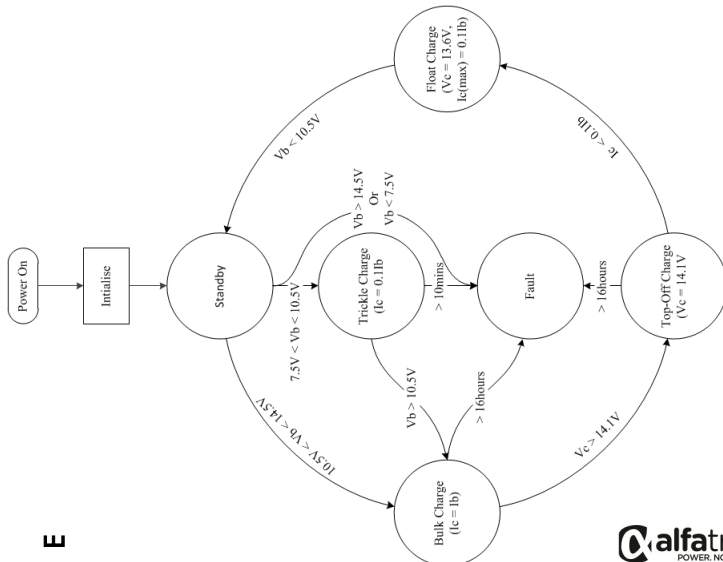 E
Power On
Intialise
Standby
10.5V < Vb < 14.5V
7.5V < Vb < 10.5V
Vb > 14.5V
Or
Vb < 7.5V
Vb < 10.5V
Trickle Charge
(Ic = 0.1Ib)
Float Charge
(Vc = 13.6V,
Ic(max) = 0.1Ib)
Vb > 10.5V
> 10mins
Bulk Charge
(Ic = Ib)
Fault
> 16hours
> 16hours
Vc > 14.1V
Ic > 0.1Ib
Top-Off Charge
(Vc = 14.1V)
alfatr
POWER. NO